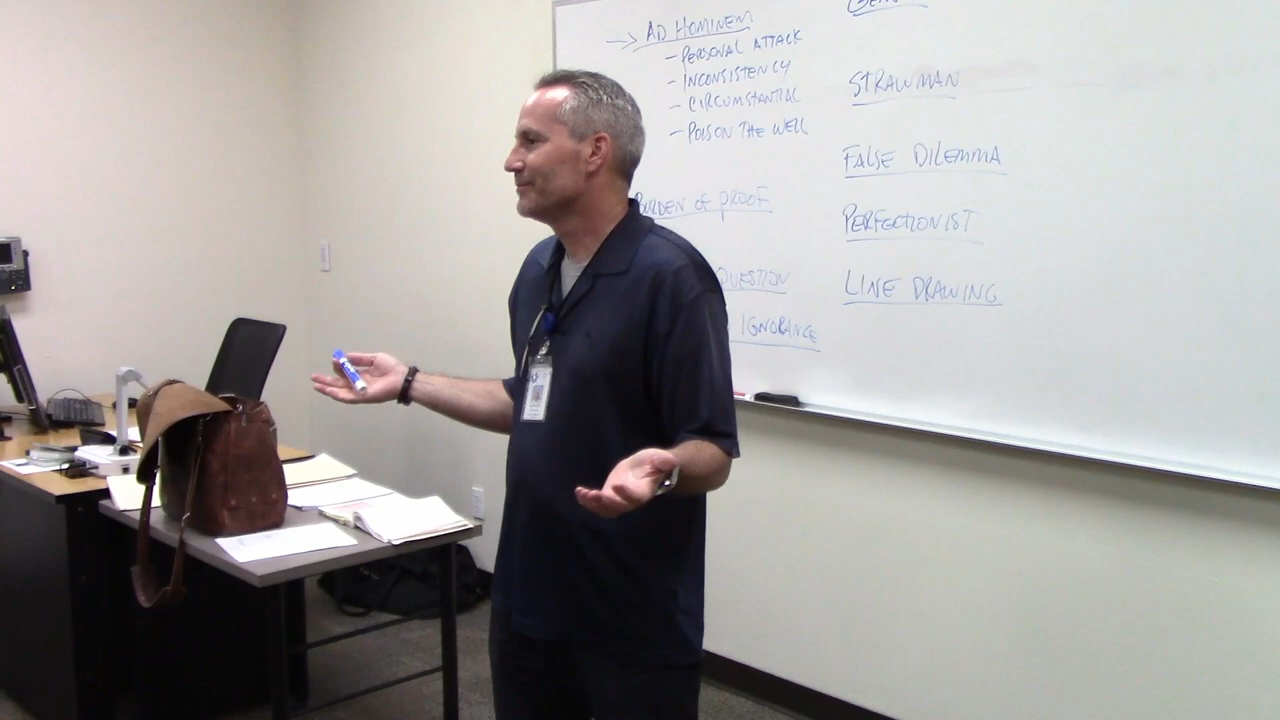 → AD HOMINEM
- PERSONAL ATTACK
- INCONSISTENCY
- CIRCUMSTANTIAL
- POISON THE WELL
BURDEN OF PROOF
QUESTION
IGNORANCE
STRAWMAN
FALSE DILEMMA
PERFECTIONIST
LINE DRAWING